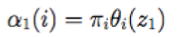 α₁(i) = πᵢθᵢ(z₁)